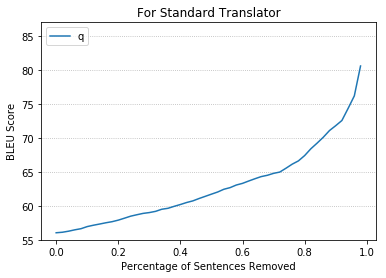 For Standard Translator
q
BLEU Score
85
80
75
70
65
60
55
0.0 0.2 0.4 0.6 0.8 1.0
Percentage of Sentences Removed